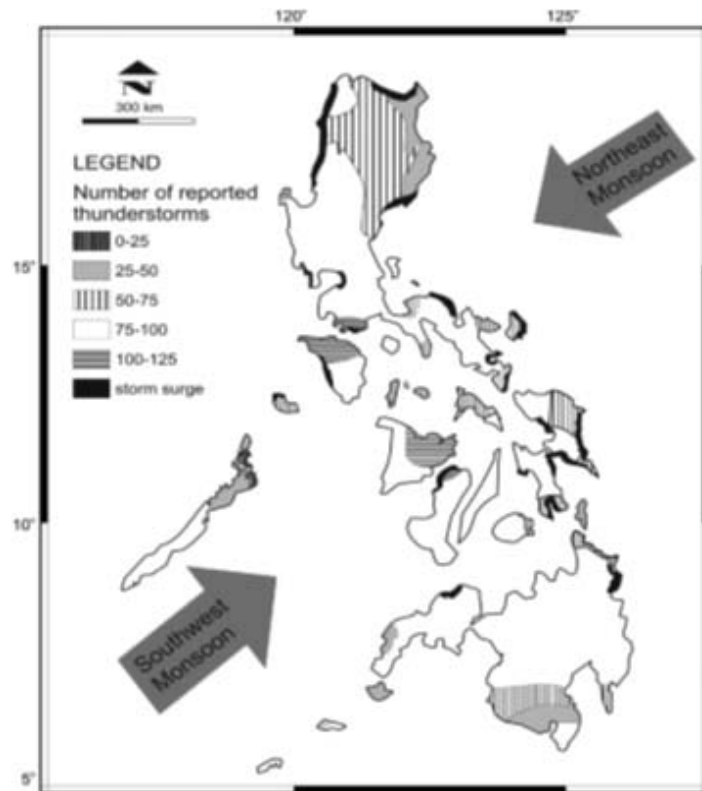 120°
125°
N
300 km
LEGEND
Number of reported
thunderstorms
0-25
25-50
50-75
75-100
100-125
storm surge
Northeast
Monsoon
15°
10°
Southwest
Monsoon
5°